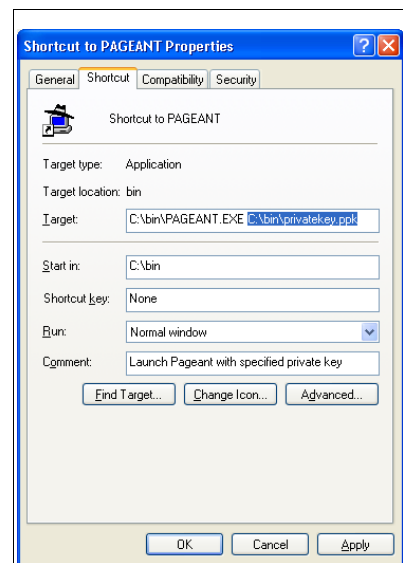 Shortcut to PAGEANT Properties
General Shortcut Compatibility Security
Shortcut to PAGEANT
Target type: Application
Target location: bin
Target: C:\bin\PAGEANT.EXE C:\bin\privatekey.ppk
Start in: C:\bin
Shortcut key: None
Run: Normal window
Comment: Launch Pageant with specified private key
Find Target... Change Icon... Advanced...
OK Cancel Apply